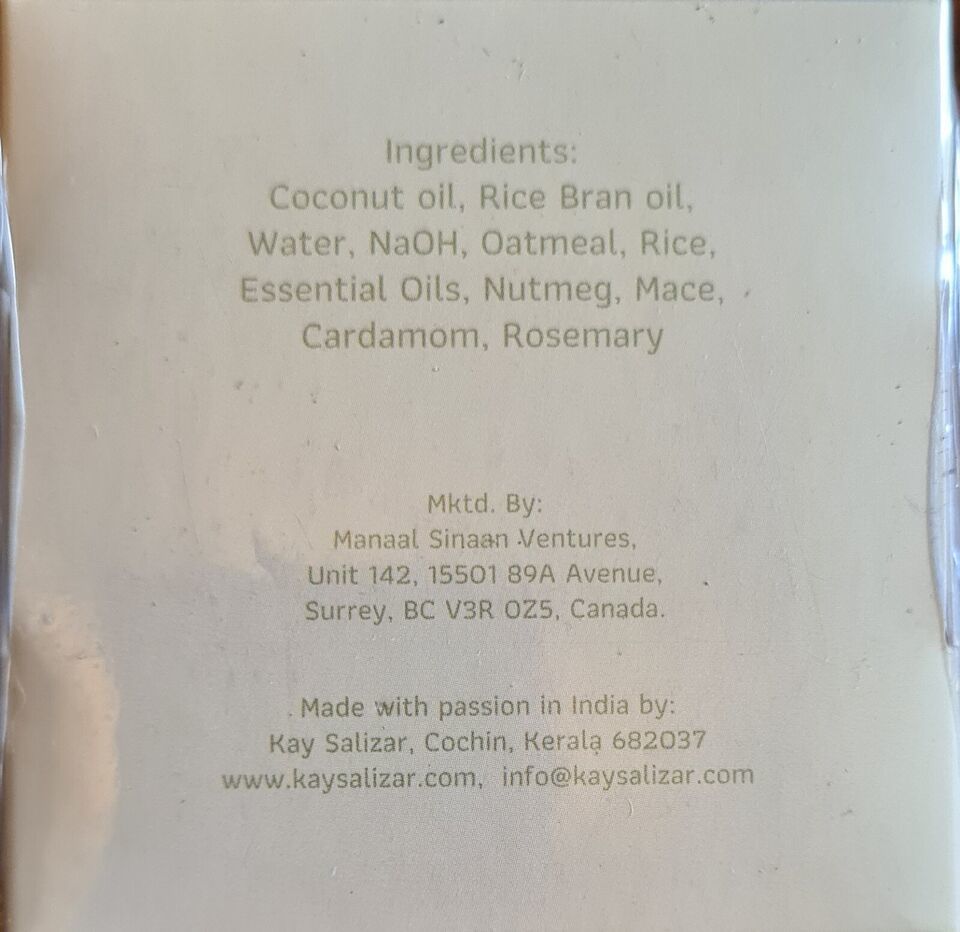 Ingredients:
Coconut oil, Rice Bran oil,
Water, NaOH, Oatmeal, Rice,
Essential Oils, Nutmeg, Mace,
Cardamom, Rosemary
Mktd. By:
Manaal Sinaan Ventures,
Unit 142, 15501 89A Avenue,
Surrey, BC V3R 0Z5, Canada.
Made with passion in India by:
Kay Salizar, Cochin, Kerala 682037
www.kaysalizar.com, info@kaysalizar.com